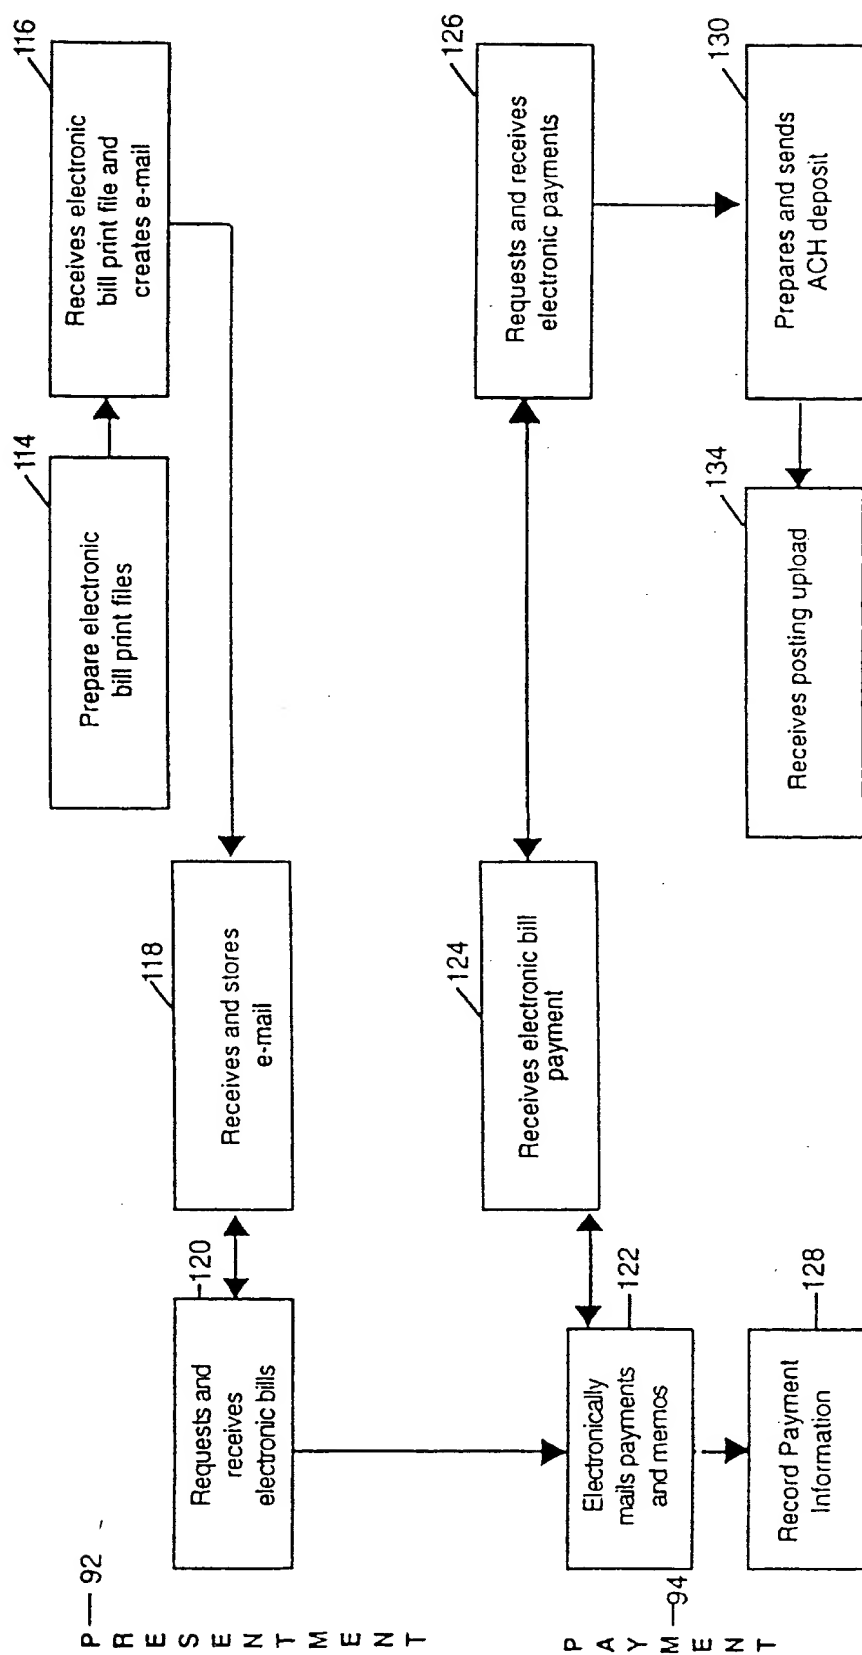 P — 92
R
E
S
E
N
T
M
E
N
T
120
Requests and
receives
electronic bills
118
Receives and stores
e-mail
114
Prepare electronic
bill print files
116
Receives electronic
bill print file and
creates e-mail
P
A
Y
M — 94
E
N
T
122
Electronically
mails payments
and memos
124
Receives electronic bill
payment
126
Requests and receives
electronic payments
128
Record Payment
Information
134
Receives posting upload
130
Prepares and sends
ACH deposit